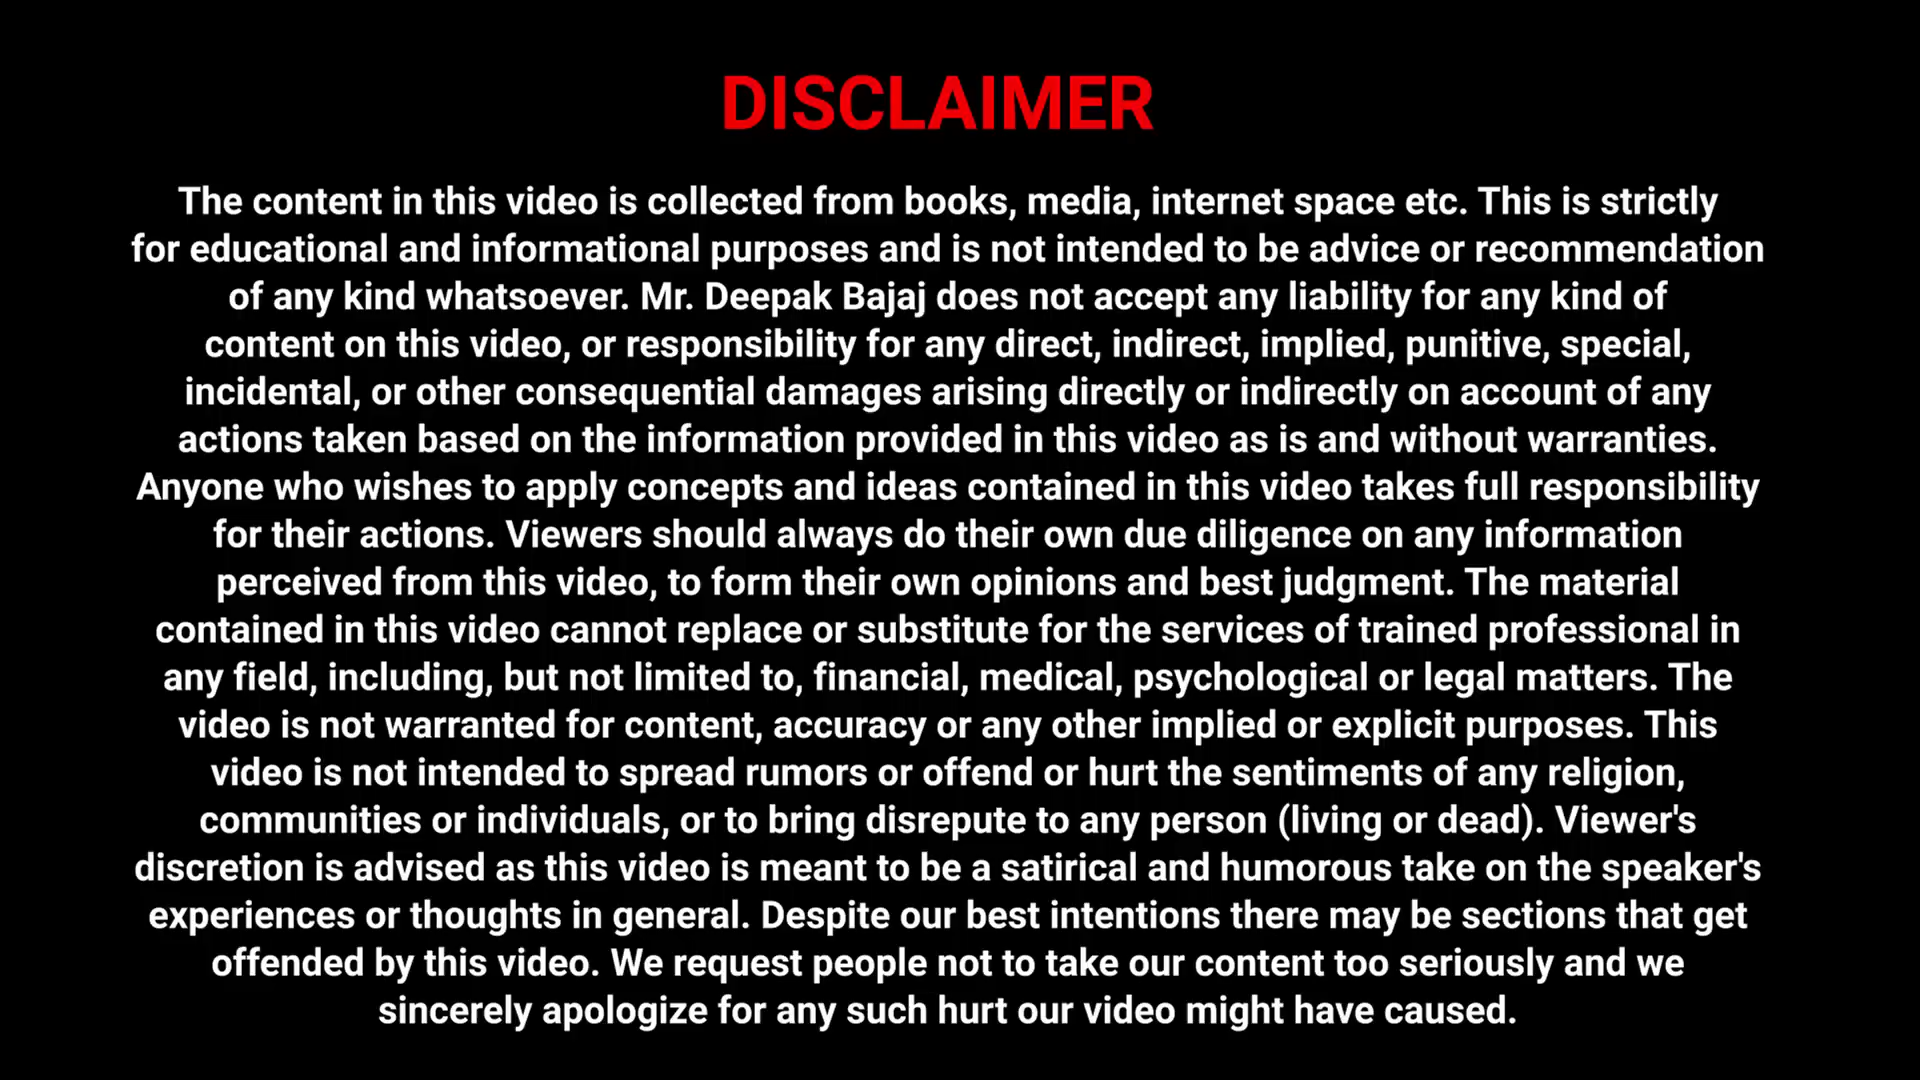 DISCLAIMER
The content in this video is collected from books, media, internet space etc. This is strictly
for educational and informational purposes and is not intended to be advice or recommendation
of any kind whatsoever. Mr. Deepak Bajaj does not accept any liability for any kind of
content on this video, or responsibility for any direct, indirect, implied, punitive, special,
incidental, or other consequential damages arising directly or indirectly on account of any
actions taken based on the information provided in this video as is and without warranties.
Anyone who wishes to apply concepts and ideas contained in this video takes full responsibility
for their actions. Viewers should always do their own due diligence on any information
perceived from this video, to form their own opinions and best judgment. The material
contained in this video cannot replace or substitute for the services of trained professional in
any field, including, but not limited to, financial, medical, psychological or legal matters. The
video is not warranted for content, accuracy or any other implied or explicit purposes. This
video is not intended to spread rumors or offend or hurt the sentiments of any religion,
communities or individuals, or to bring disrepute to any person (living or dead). Viewer's
discretion is advised as this video is meant to be a satirical and humorous take on the speaker's
experiences or thoughts in general. Despite our best intentions there may be sections that get
offended by this video. We request people not to take our content too seriously and we
sincerely apologize for any such hurt our video might have caused.